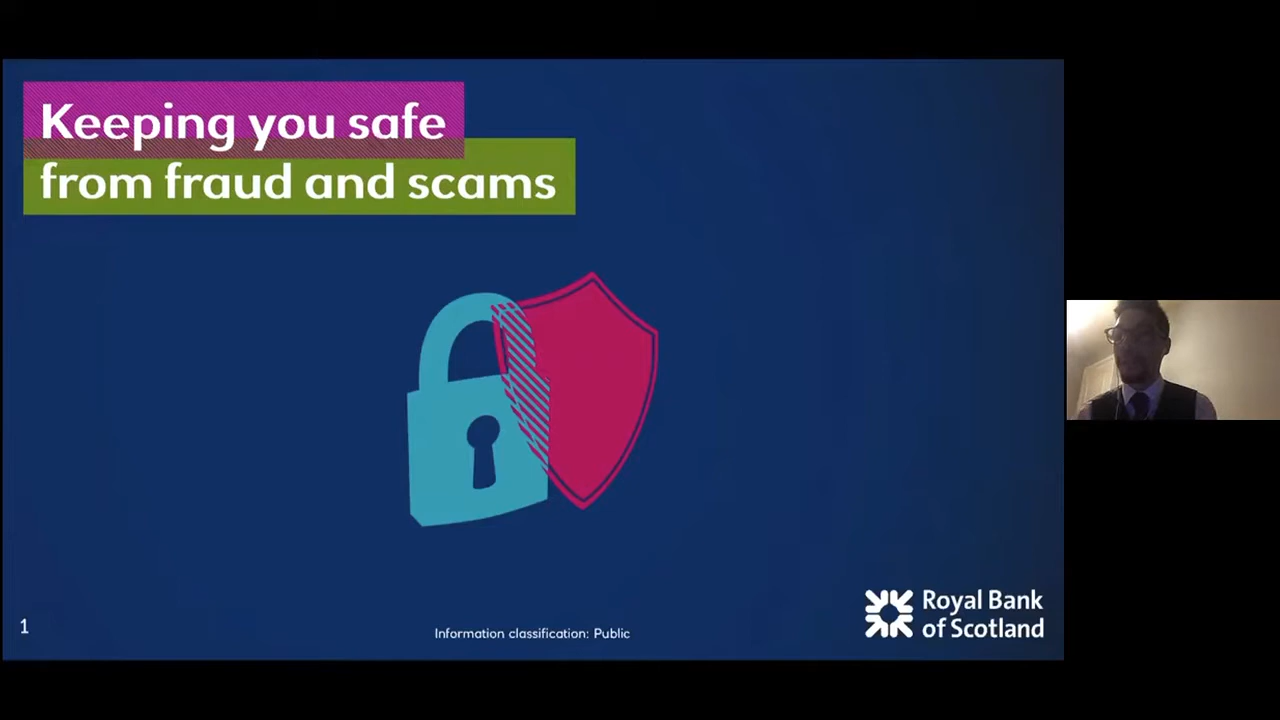 Keeping you safe
from fraud and scams
1
Information classification: Public
Royal Bank
of Scotland